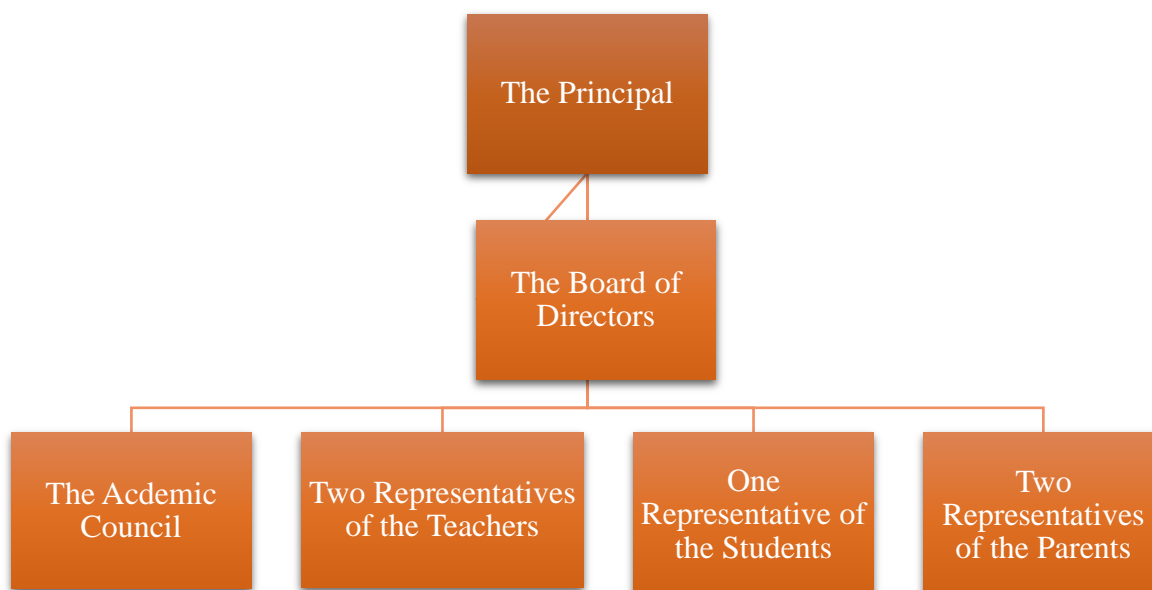 The Principal
The Board of
Directors
The Acdemic
Council
Two Representatives
of the Teachers
One
Representative of
the Students
Two
Representatives
of the Parents